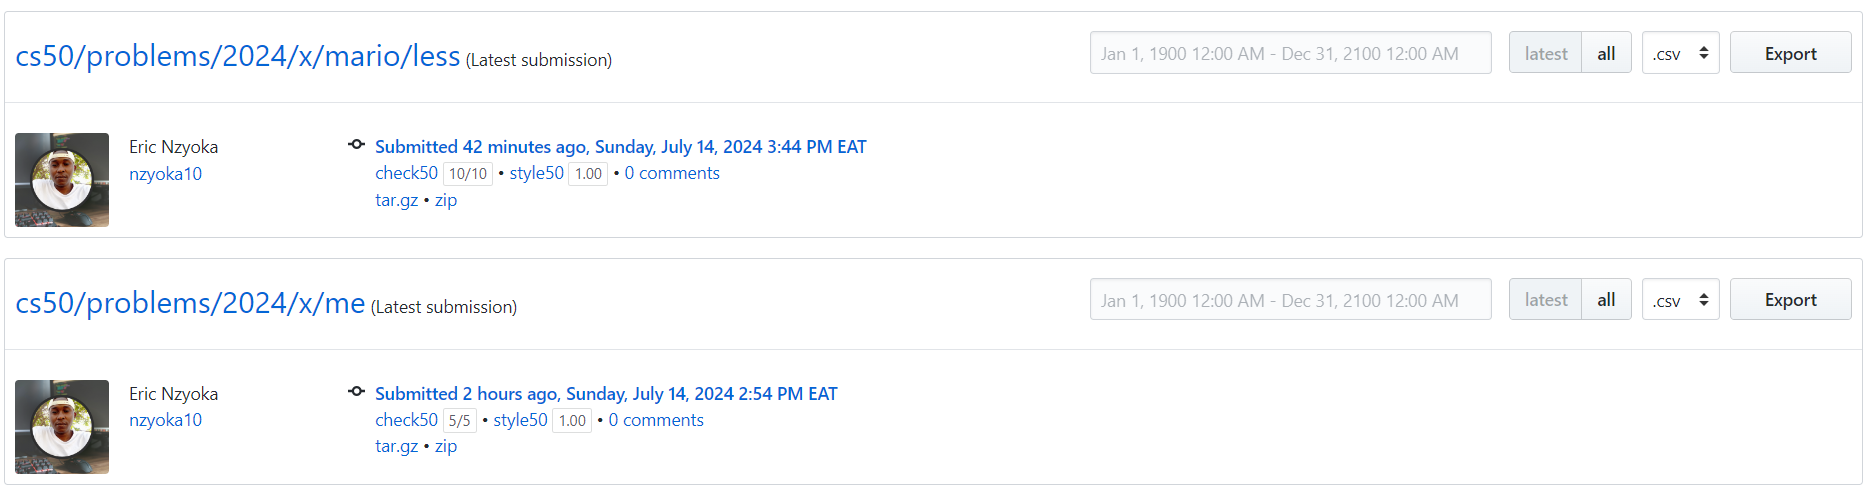 cs50/problems/2024/x/mario/less (Latest submission)
Jan 1, 1900 12:00 AM - Dec 31, 2100 12:00 AM
latest all .csv Export
Eric Nzyoka
nzyoka10
Submitted 42 minutes ago, Sunday, July 14, 2024 3:44 PM EAT
check50 10/10 • style50 1.00 • 0 comments
tar.gz • zip
cs50/problems/2024/x/me (Latest submission)
Jan 1, 1900 12:00 AM - Dec 31, 2100 12:00 AM
latest all .csv Export
Eric Nzyoka
nzyoka10
Submitted 2 hours ago, Sunday, July 14, 2024 2:54 PM EAT
check50 5/5 • style50 1.00 • 0 comments
tar.gz • zip